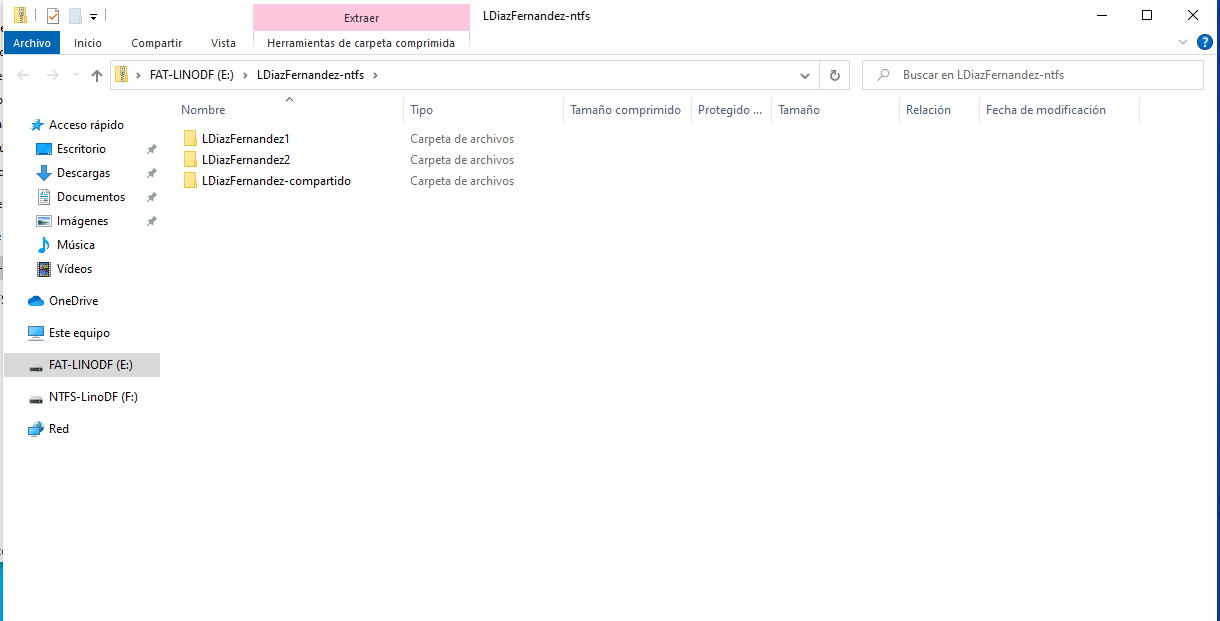 Extraer
LDiazFernandez-ntfs
Archivo Inicio Compartir Vista Herramientas de carpeta comprimida
FAT-LINODF (E:) LDiazFernandez-ntfs
Buscar en LDiazFernandez-ntfs
Nombre Tipo Tamaño comprimido Protegido ... Tamaño Relación Fecha de modificación
LDiazFernandez1 Carpeta de archivos
LDiazFernandez2 Carpeta de archivos
LDiazFernandez-compartido Carpeta de archivos
Acceso rápido
Escritorio
Descargas
Documentos
Imágenes
Música
Vídeos
OneDrive
Este equipo
FAT-LINODF (E:)
NTFS-LinoDF (F:)
Red